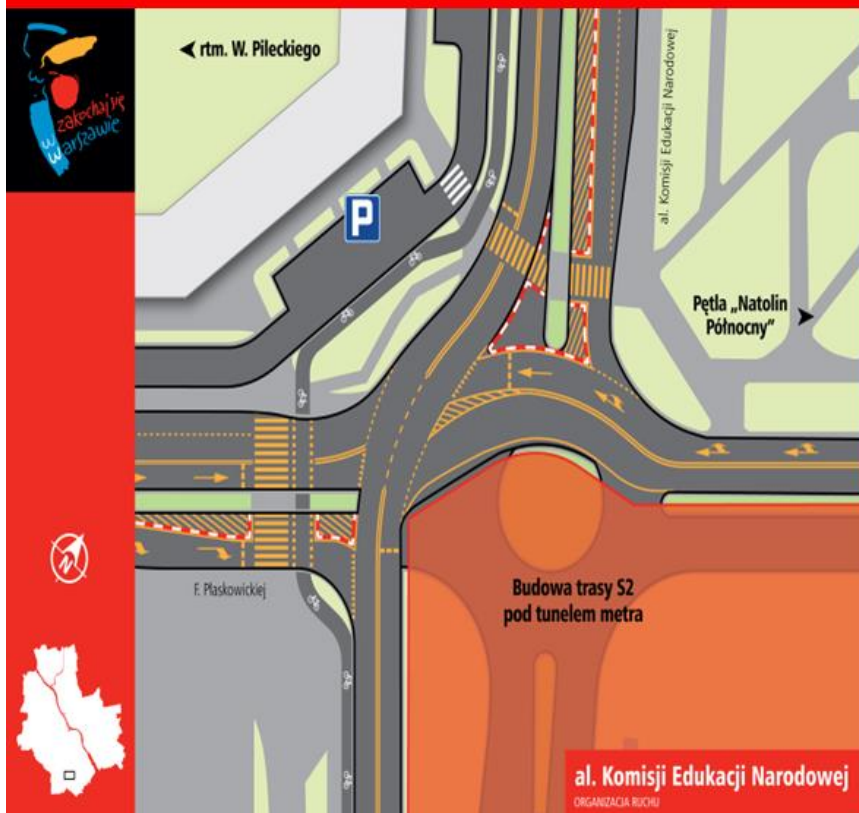 zakochaj się
w
Warszawie
rtm. W. Pileckiego
al. Komisji Edukacji Narodowej
P
Pętla „Natolin
Północny"
F. Płaskowickiej
Budowa trasy S2
pod tunelem metra
N
al. Komisji Edukacji Narodowej
ORGANIZACJA RUCHU